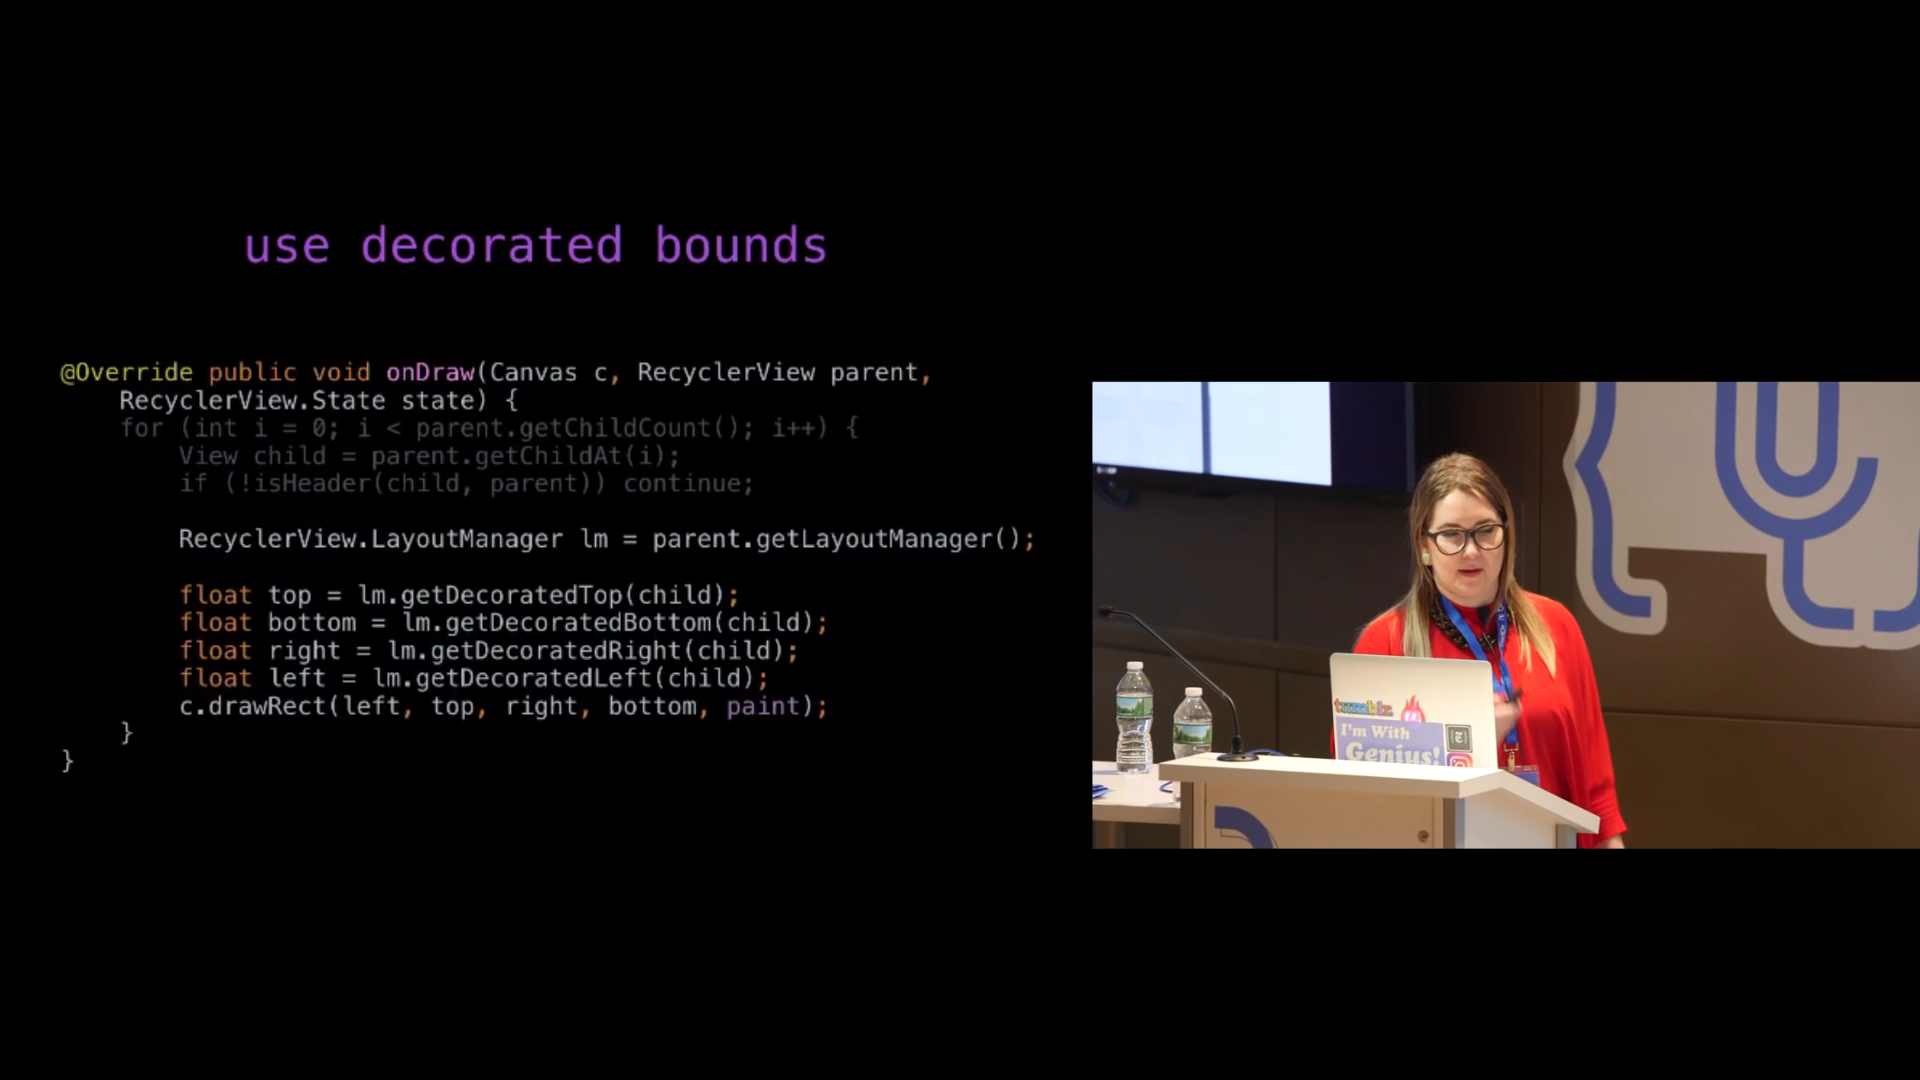 use decorated bounds
@Override public void onDraw(Canvas c, RecyclerView parent,
RecyclerView.State state) {
for (int i = 0; i < parent.getChildCount(); i++) {
View child = parent.getChildAt(i);
if (!isHeader(child, parent)) continue;
RecyclerView.LayoutManager lm = parent.getLayoutManager();
float top = lm.getDecoratedTop(child);
float bottom = lm.getDecoratedBottom(child);
float right = lm.getDecoratedRight(child);
float left = lm.getDecoratedLeft(child);
c.drawRect(left, top, right, bottom, paint);
}
}
tumblr.
I'm With
Genius!